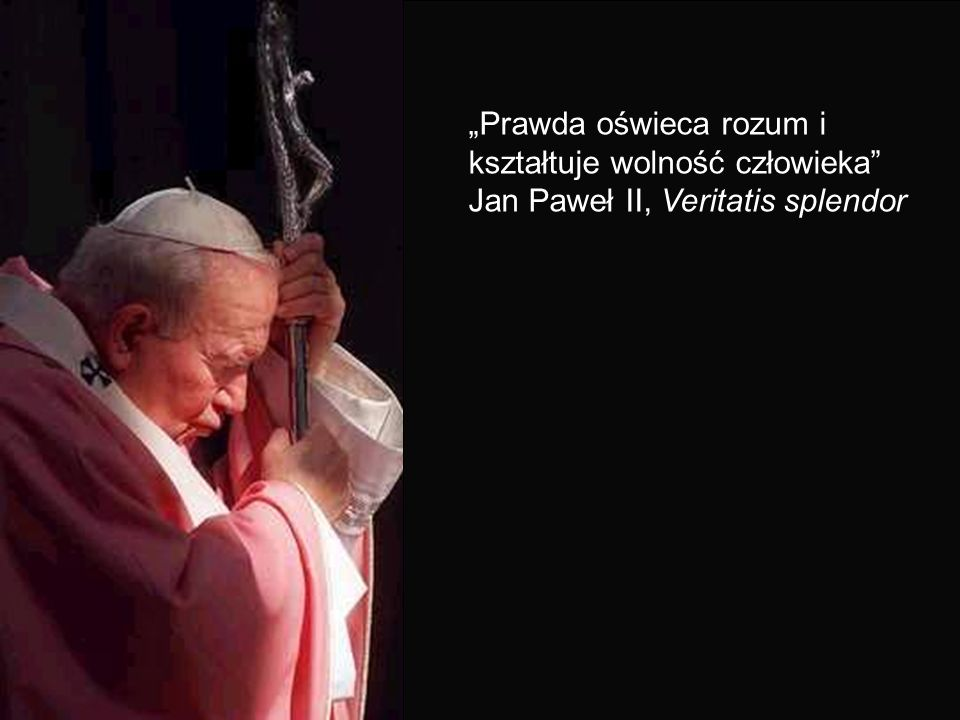 „Prawda oświeca rozum i
kształtuje wolność człowieka”
Jan Paweł II, Veritatis splendor